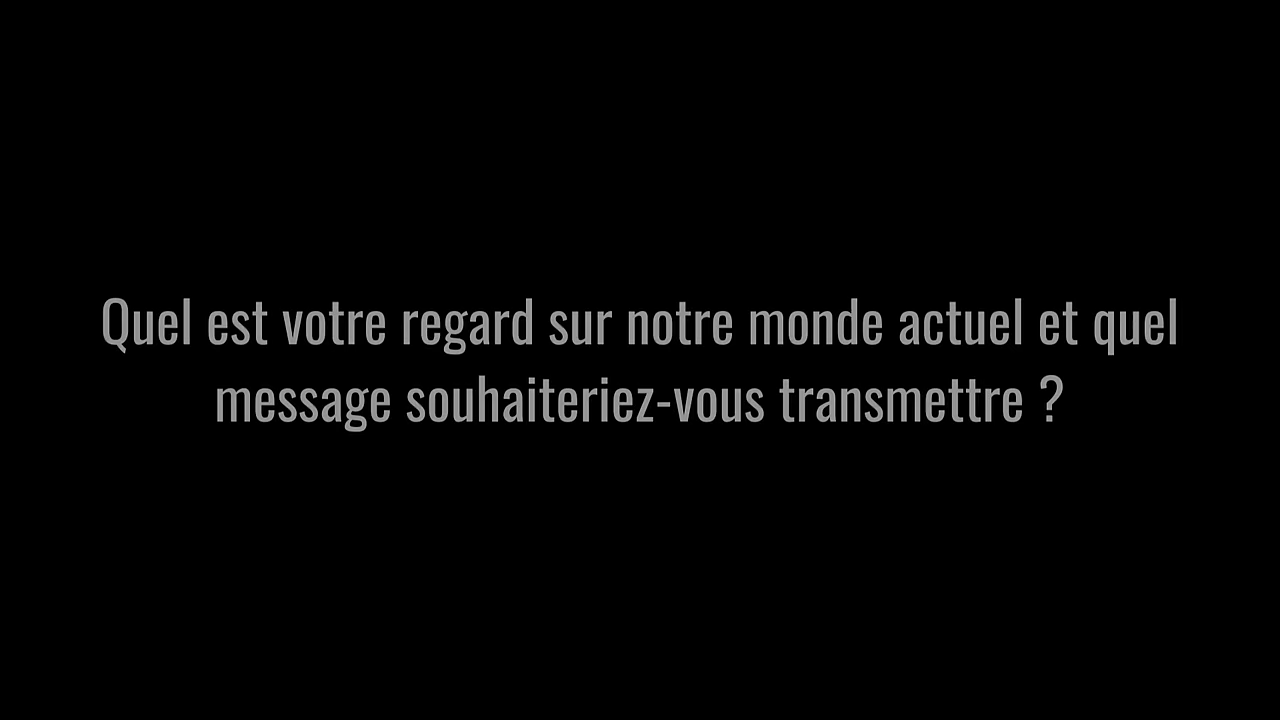 Quel est votre regard sur notre monde actuel et quel
message souhaiteriez-vous transmettre ?